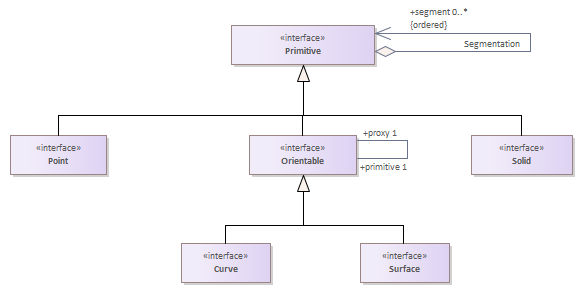 +segment 0..*
{ordered}
«interface»
Primitive
Segmentation
«interface»
Point
«interface»
Orientable
+proxy 1
+primitive 1
«interface»
Solid
«interface»
Curve
«interface»
Surface